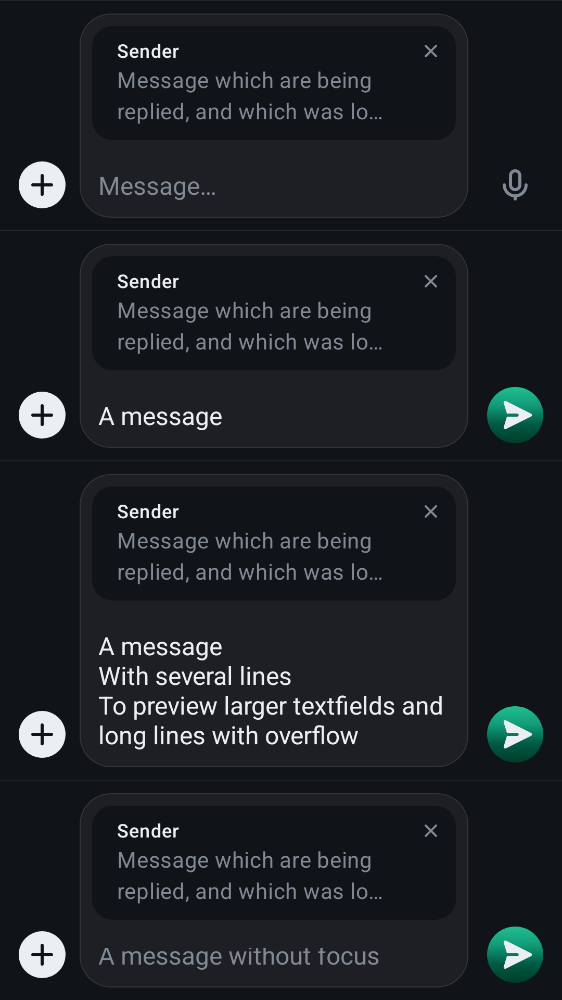 Sender
Message which are being
replied, and which was lo…
Message…
Sender
Message which are being
replied, and which was lo…
A message
Sender
Message which are being
replied, and which was lo…
A message
With several lines
To preview larger textfields and
long lines with overflow
Sender
Message which are being
replied, and which was lo…
A message without focus